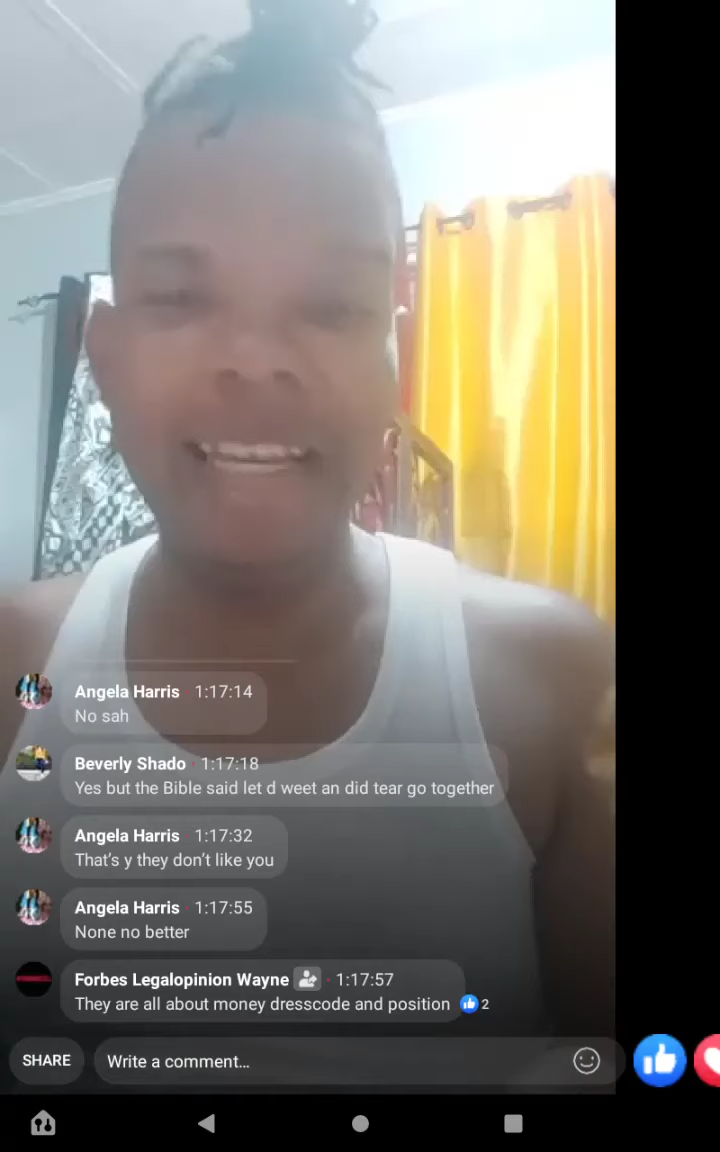 Angela Harris · 1:17:14
No sah
Beverly Shado · 1:17:18
Yes but the Bible said let d weet an did tear go together
Angela Harris · 1:17:32
That's y they don't like you
Angela Harris · 1:17:55
None no better
Forbes Legalopinion Wayne · 1:17:57
They are all about money dresscode and position 2
SHARE Write a comment...